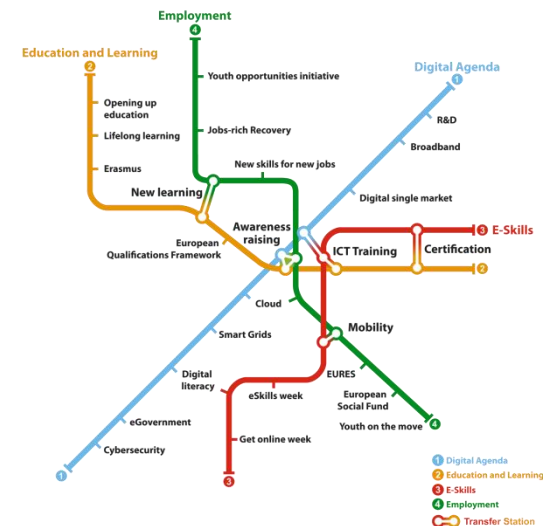 Employment
4
Education and Learning
2
Digital Agenda
1
Youth opportunities initiative
Opening up
education
R&D
Jobs-rich Recovery
Lifelong learning
Broadband
New skills for new jobs
Erasmus
New learning
Digital single market
Awareness
raising
3 E-Skills
European
Qualifications Framework
ICT Training
Certification
2
Cloud
Smart Grids
Mobility
Digital
literacy
EURES
eSkills week
European
Social Fund
eGovernment
Youth on the move
4
Get online week
Cybersecurity
1
3
1 Digital Agenda
2 Education and Learning
3 E-Skills
4 Employment
Transfer Station